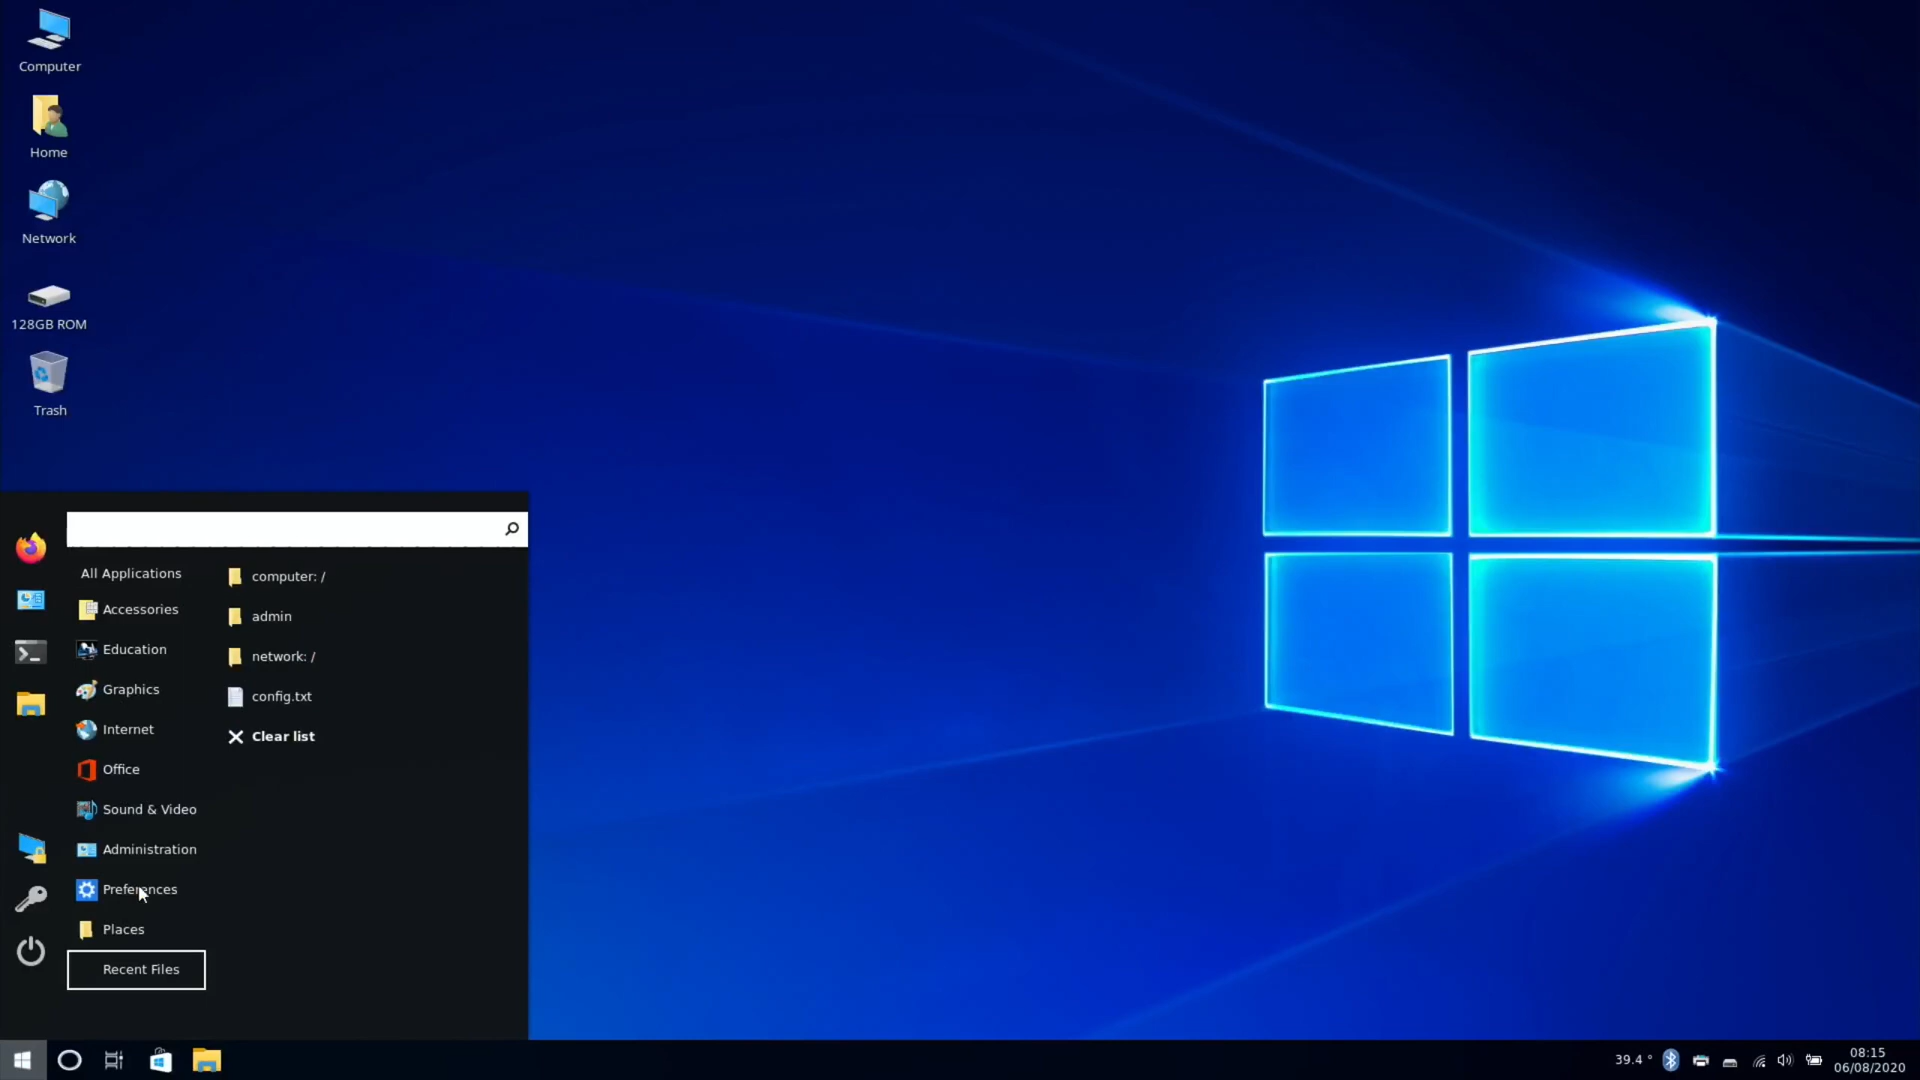 Computer
Home
Network
128GB ROM
Trash
All Applications
Accessories
Education
Graphics
Internet
Office
Sound & Video
Administration
Preferences
Places
Recent Files
computer: /
admin
network: /
config.txt
Clear list
39.4 °
08:15
06/08/2020